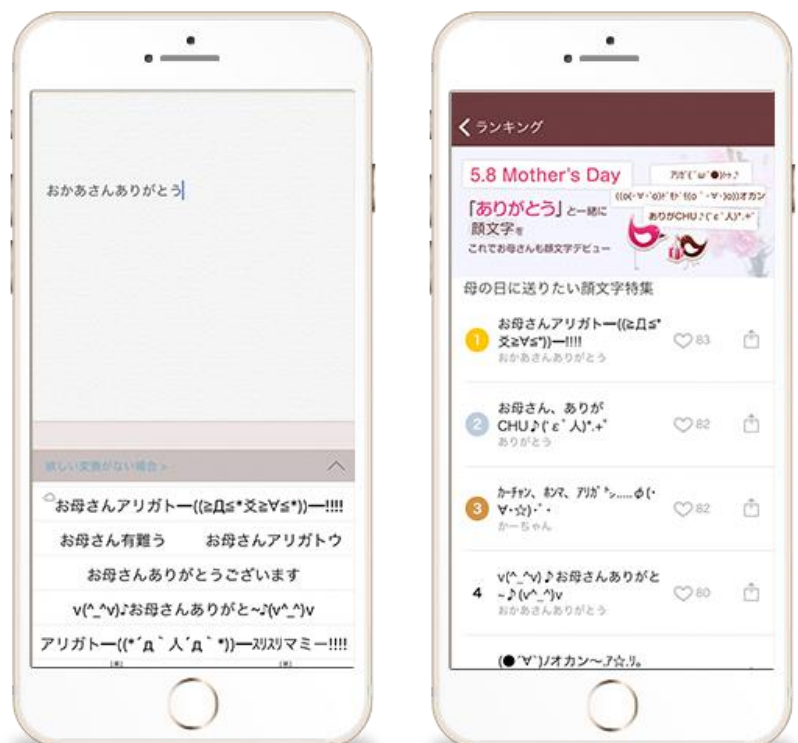 おかあさんありがとう
欲しい変換がない場合 >
お母さんアリガトー((≧Д≦*爻≧∀≦*))ー!!!!
お母さん有難う お母さんアリガトウ
お母さんありがとうございます
v(^_^v)♪お母さんありがと~♪(v^_^)v
アリガトー((*´д｀人´д｀*))ースリスリマミー!!!!
ランキング
5.8 Mother's Day
「ありがとう」と一緒に
顔文字を
これでお母さんも顔文字デビュー
ありがCHU♪(´ε｀人)*.+ﾟ
母の日に送りたい顔文字特集
1
お母さんアリガトー((≧Д≦*
爻≧∀≦*))ー!!!!
おかあさんありがとう
83
2
お母さん、ありが
CHU♪(´ε｀人)*.+ﾟ
ありがとう
82
3
ｶｰﾁｬﾝ、ﾎﾝﾏ、ｱﾘｶﾞﾄｩ.....φ(･
∀･☆)･ﾟ･
かーちゃん
82
4
v(^_^v)♪お母さんありがと
~♪(v^_^)v
おかあさんありがとう
80
(●´∀`)ノオカン～.ｱ☆.ﾘ｡